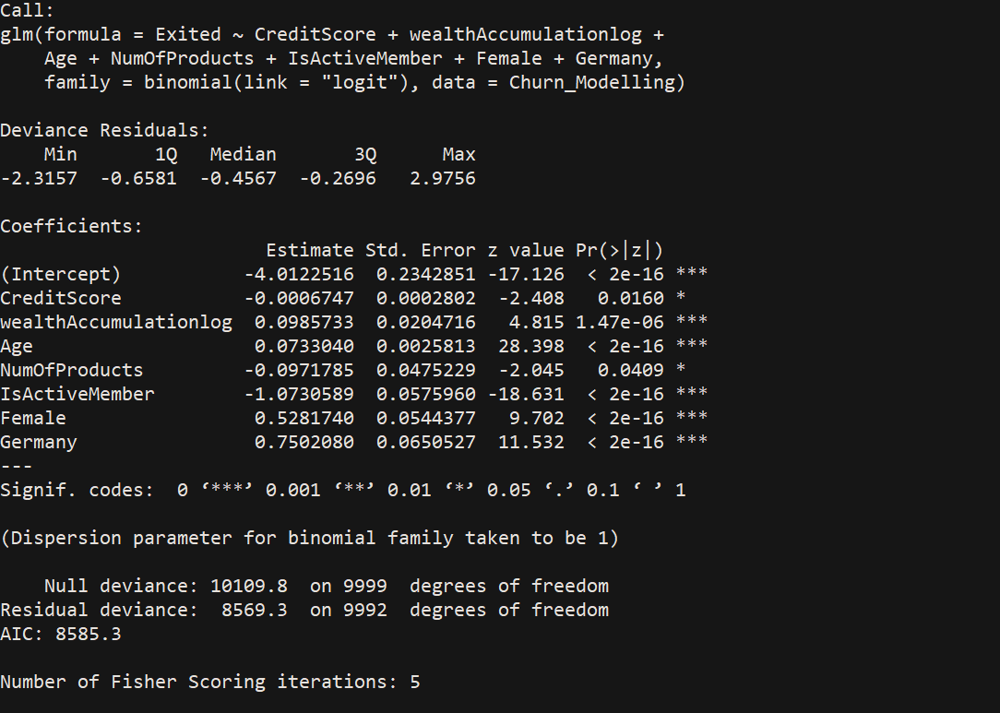 Call:
glm(formula = Exited ~ CreditScore + wealthAccumulationlog +
    Age + NumOfProducts + IsActiveMember + Female + Germany,
    family = binomial(link = "logit"), data = Churn_Modelling)

Deviance Residuals:
    Min       1Q   Median       3Q      Max
-2.3157  -0.6581  -0.4567  -0.2696   2.9756

Coefficients:
                        Estimate Std. Error z value Pr(>|z|)
(Intercept)           -4.0122516  0.2342851 -17.126  < 2e-16 ***
CreditScore           -0.0006747  0.0002802  -2.408   0.0160 *
wealthAccumulationlog  0.0985733  0.0204716   4.815 1.47e-06 ***
Age                    0.0733040  0.0025813  28.398  < 2e-16 ***
NumOfProducts         -0.0971785  0.0475229  -2.045   0.0409 *
IsActiveMember        -1.0730589  0.0575960 -18.631  < 2e-16 ***
Female                 0.5281740  0.0544377   9.702  < 2e-16 ***
Germany                0.7502080  0.0650527  11.532  < 2e-16 ***
---
Signif. codes:  0 ‘***’ 0.001 ‘**’ 0.01 ‘*’ 0.05 ‘.’ 0.1 ‘ ’ 1

(Dispersion parameter for binomial family taken to be 1)

    Null deviance: 10109.8  on 9999  degrees of freedom
Residual deviance:  8569.3  on 9992  degrees of freedom
AIC: 8585.3

Number of Fisher Scoring iterations: 5